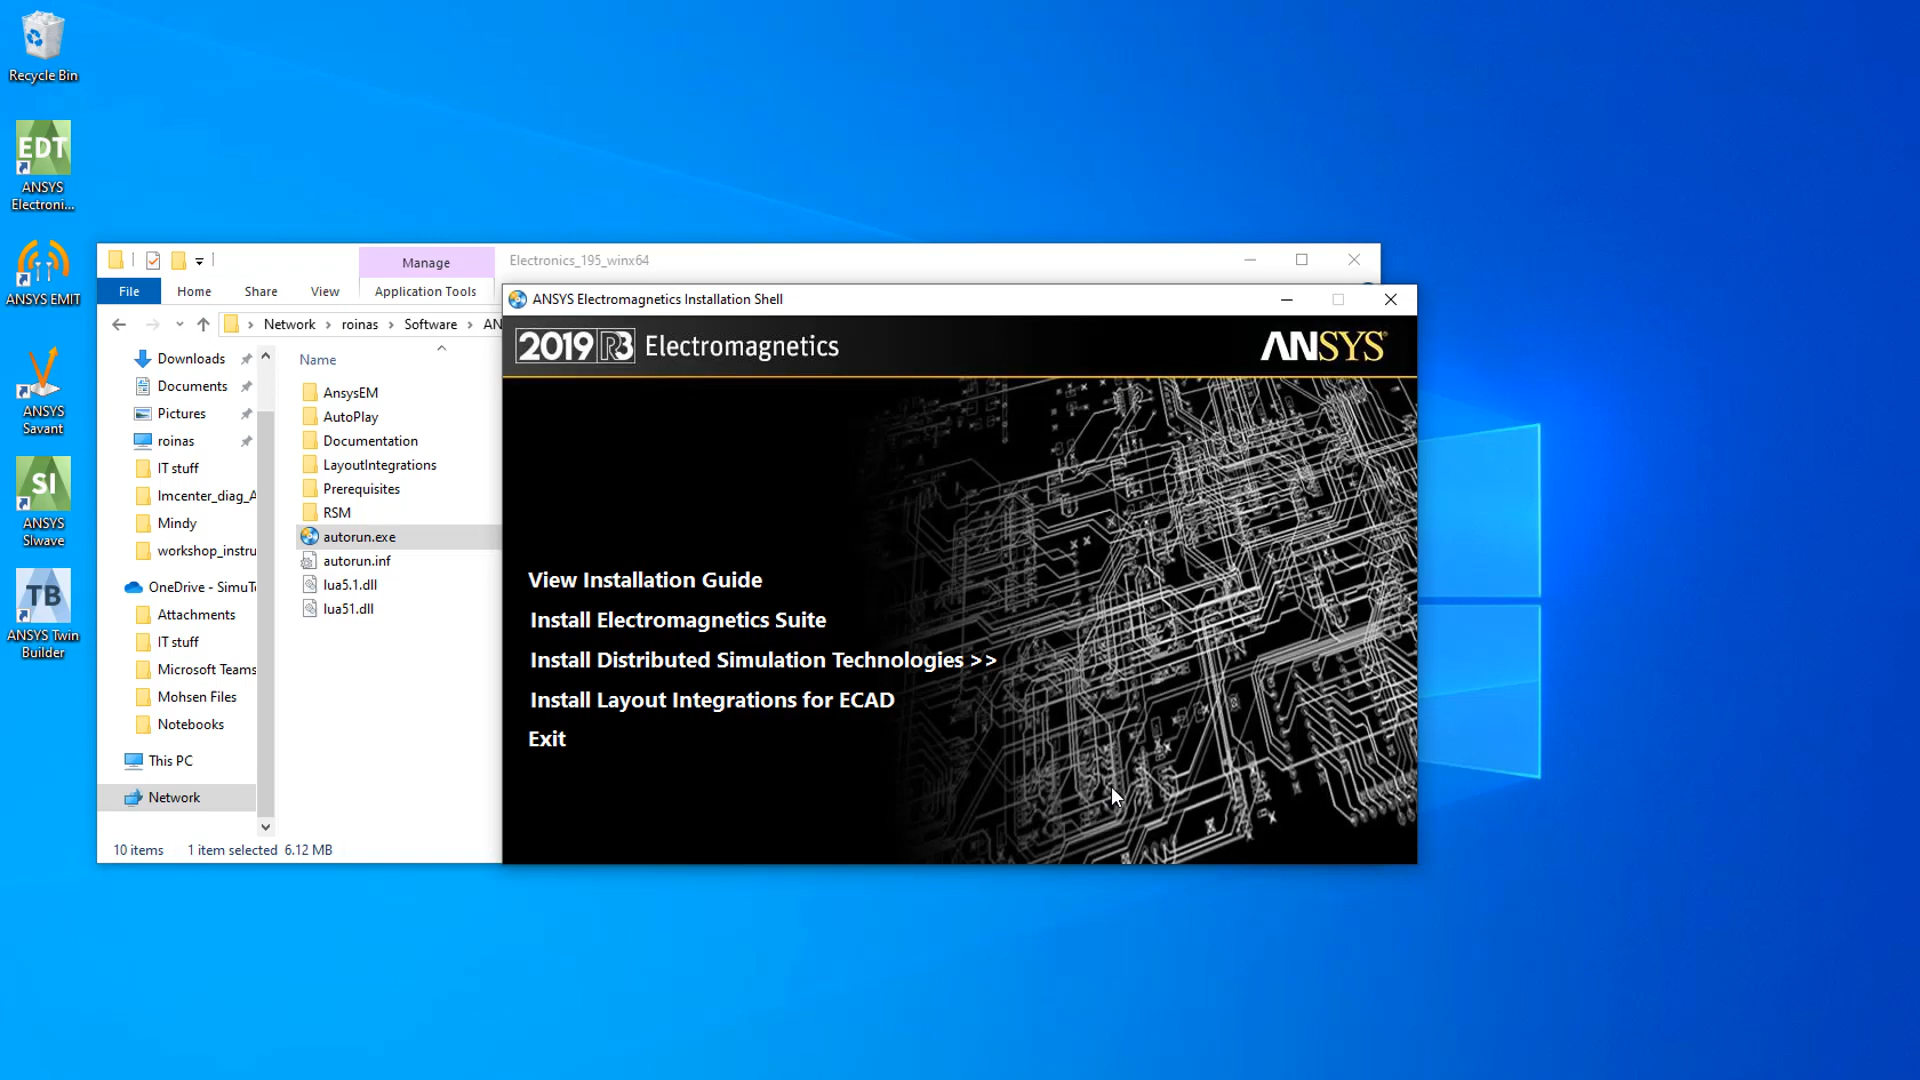 Recycle Bin
EDT
ANSYS
Electroni...
ANSYS EMIT
ANSYS
Savant
SI
ANSYS
SIwave
TB
ANSYS Twin
Builder
Manage
Electronics_195_winx64
File
Home
Share
View
Application Tools
Network
roinas
Software
AN
Downloads
Documents
Pictures
roinas
IT stuff
lmcenter_diag_A
Mindy
workshop_instru
OneDrive - SimuTe
Attachments
IT stuff
Microsoft Teams
Mohsen Files
Notebooks
This PC
Network
Name
AnsysEM
AutoPlay
Documentation
LayoutIntegrations
Prerequisites
RSM
autorun.exe
autorun.inf
lua5.1.dll
lua51.dll
10 items
1 item selected 6.12 MB
ANSYS Electromagnetics Installation Shell
2019 R3 Electromagnetics
ANSYS®
View Installation Guide
Install Electromagnetics Suite
Install Distributed Simulation Technologies >>
Install Layout Integrations for ECAD
Exit